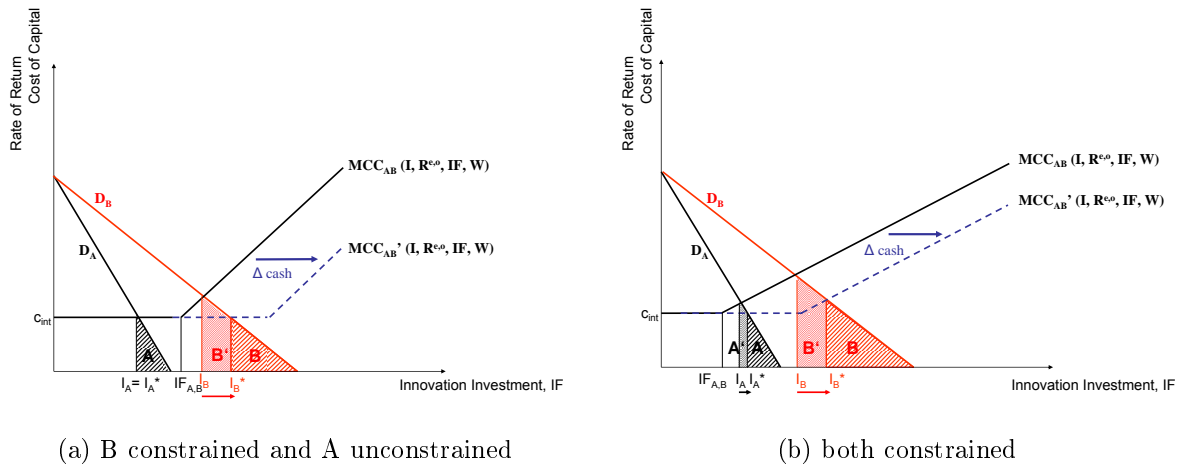 Rate of Return
Cost of Capital
MCC_AB (I, R^e,o, IF, W)
D_B
D_A
MCC_AB' (I, R^e,o, IF, W)
Δ cash
c_int
A
B'
B
I_A= I_A*
IF_A,B
I_B
I_B*
Innovation Investment, IF
(a) B constrained and A unconstrained
Rate of Return
Cost of Capital
MCC_AB (I, R^e,o, IF, W)
D_B
MCC_AB' (I, R^e,o, IF, W)
D_A
Δ cash
c_int
A'
A
B'
B
IF_A,B
I_A
I_A*
I_B
I_B*
Innovation Investment, IF
(b) both constrained